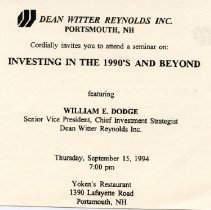 DEAN WITTER REYNOLDS INC.
PORTSMOUTH, NH
Cordially invites you to attend a seminar on:
INVESTING IN THE 1990'S AND BEYOND
featuring
WILLIAM E. DODGE
Senior Vice President, Chief Investment Strategist
Dean Witter Reynolds Inc.
Thursday, September 15, 1994
7:00 pm
Yoken's Restaurant
1390 Lafayette Road
Portsmouth, NH